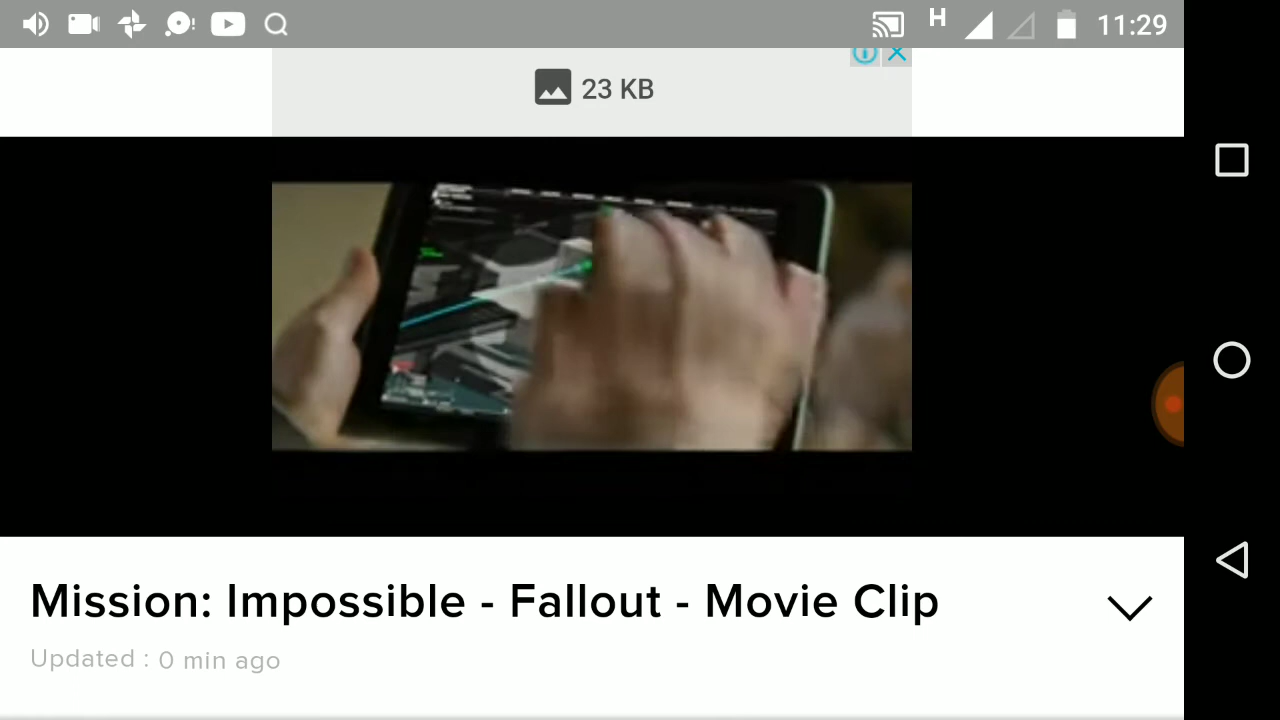 H 11:29
23 KB
Mission: Impossible - Fallout - Movie Clip
Updated : 0 min ago